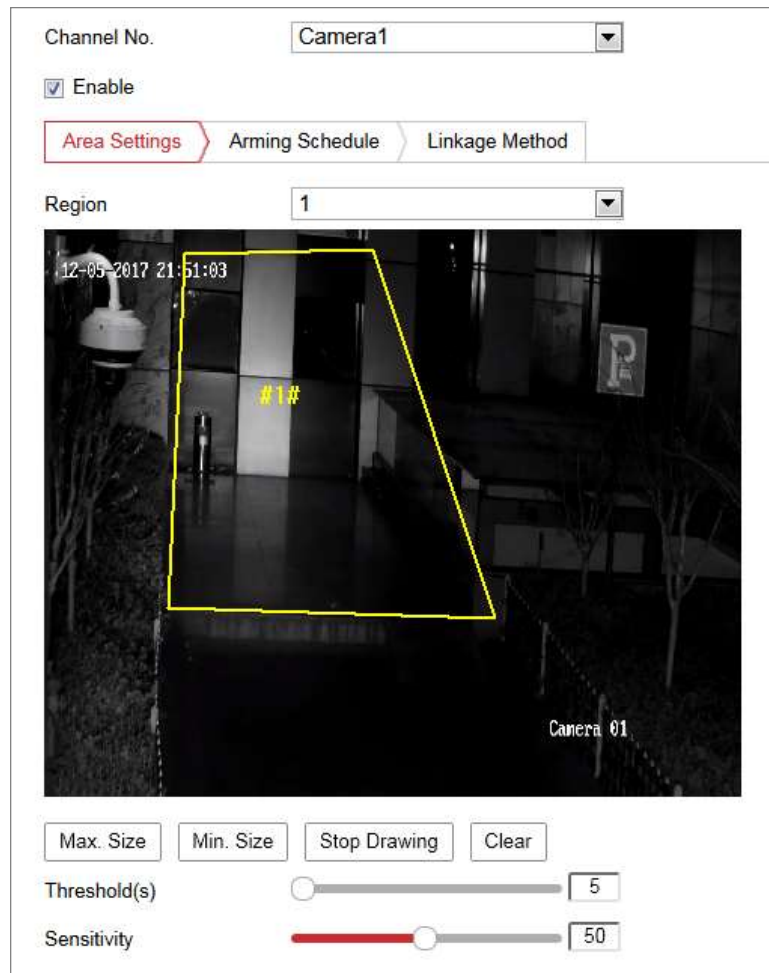 Channel No. Camera1
Enable
Area Settings Arming Schedule Linkage Method
Region 1
12-05-2017 21:51:03
P
#1#
Camera 01
Max. Size Min. Size Stop Drawing Clear
Threshold(s) 5
Sensitivity 50